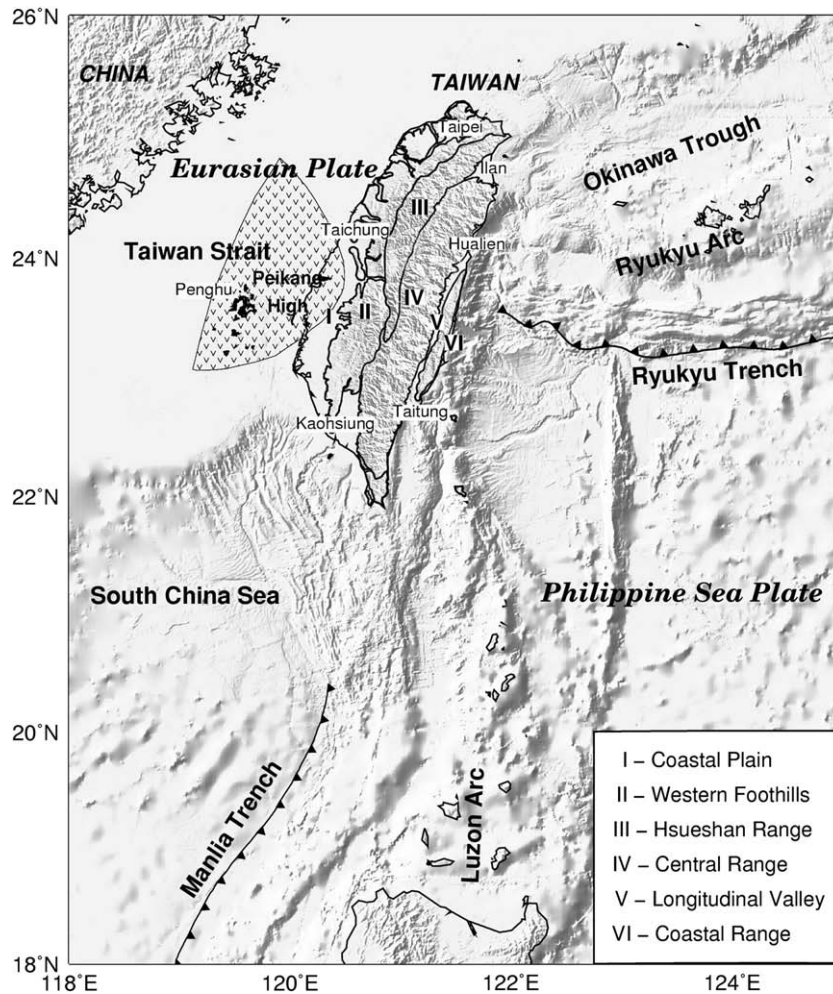 26˚N
CHINA
TAIWAN
Taipei
Okinawa Trough
Eurasian Plate
Ilan
III
24˚N
Taichung
Hualien
Ryukyu Arc
Taiwan Strait
Peikang
Penghu
High
I
II
IV
V
VI
Ryukyu Trench
Taitung
Kaohsiung
22˚N
South China Sea
Philippine Sea Plate
20˚N
Manlia Trench
Luzon Arc
I – Coastal Plain
II – Western Foothills
III – Hsueshan Range
IV – Central Range
V – Longitudinal Valley
VI – Coastal Range
18˚N
118˚E
120˚E
122˚E
124˚E